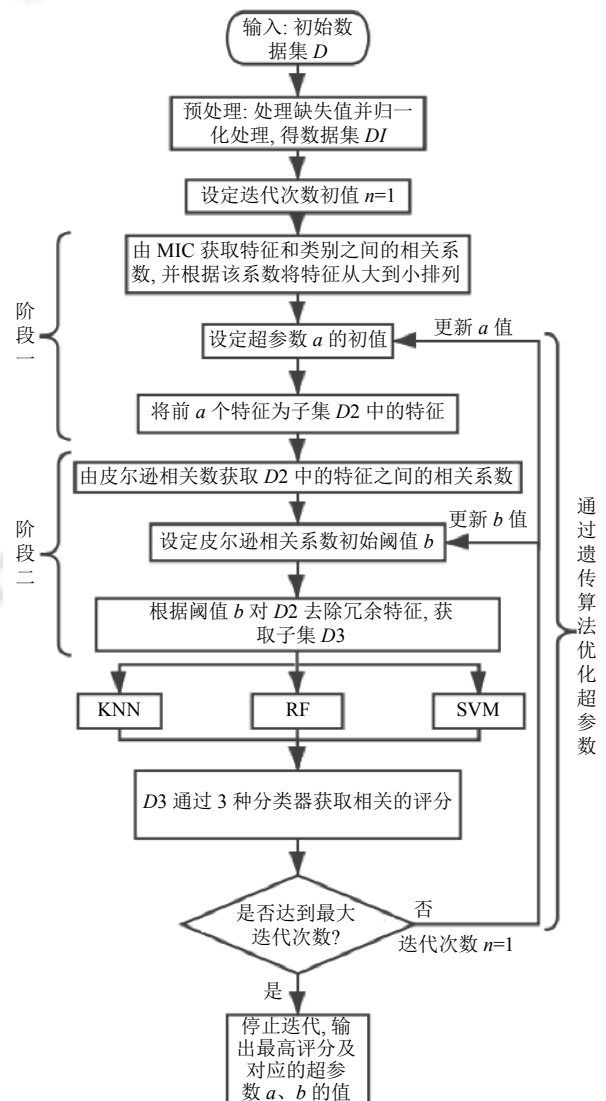 输入: 初始数
据集 D
预处理: 处理缺失值并归一
化处理, 得数据集 DI
设定迭代次数初值 n=1
由 MIC 获取特征和类别之间的相关系
数, 并根据该系数将特征从大到小排列
阶段一
设定超参数 a 的初值
更新 a 值
将前 a 个特征为子集 D2 中的特征
由皮尔逊相关数获取 D2 中的特征之间的相关系数
阶段二
设定皮尔逊相关系数初始阈值 b
更新 b 值
根据阈值 b 对 D2 去除冗余特征, 获
取子集 D3
通过遗传算法优化超参数
KNN
RF
SVM
D3 通过 3 种分类器获取相关的评分
是否达到最大
迭代次数?
否
迭代次数 n=1
是
停止迭代, 输
出最高评分及
对应的超参
数 a、b 的值